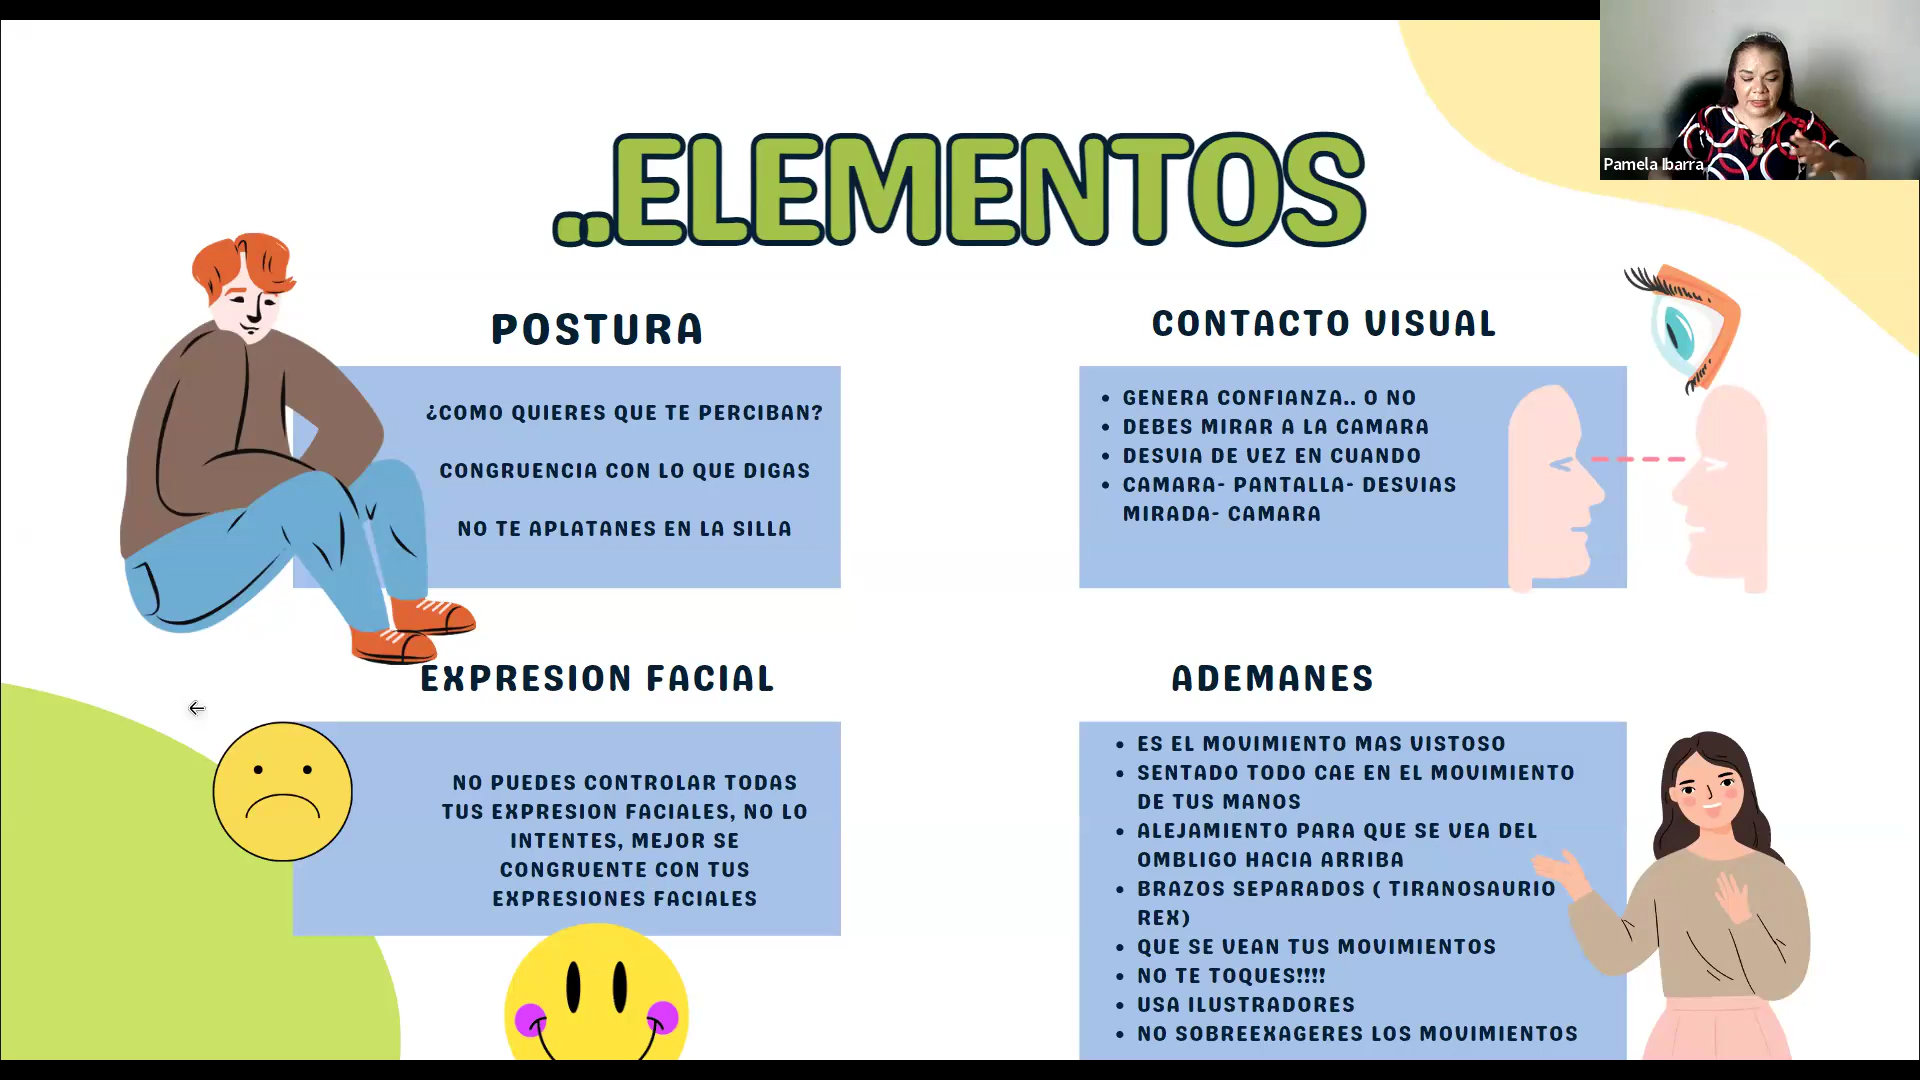 ..ELEMENTOS
Pamela Ibarra
POSTURA
¿COMO QUIERES QUE TE PERCIBAN?
CONGRUENCIA CON LO QUE DIGAS
NO TE APLATANES EN LA SILLA
CONTACTO VISUAL
• GENERA CONFIANZA.. O NO
• DEBES MIRAR A LA CAMARA
• DESVIA DE VEZ EN CUANDO
• CAMARA- PANTALLA- DESVIAS
MIRADA- CAMARA
EXPRESION FACIAL
NO PUEDES CONTROLAR TODAS
TUS EXPRESION FACIALES, NO LO
INTENTES, MEJOR SE
CONGRUENTE CON TUS
EXPRESIONES FACIALES
ADEMANES
• ES EL MOVIMIENTO MAS VISTOSO
• SENTADO TODO CAE EN EL MOVIMIENTO
DE TUS MANOS
• ALEJAMIENTO PARA QUE SE VEA DEL
OMBLIGO HACIA ARRIBA
• BRAZOS SEPARADOS ( TIRANOSAURIO
REX)
• QUE SE VEAN TUS MOVIMIENTOS
• NO TE TOQUES!!!!
• USA ILUSTRADORES
• NO SOBREEXAGERES LOS MOVIMIENTOS